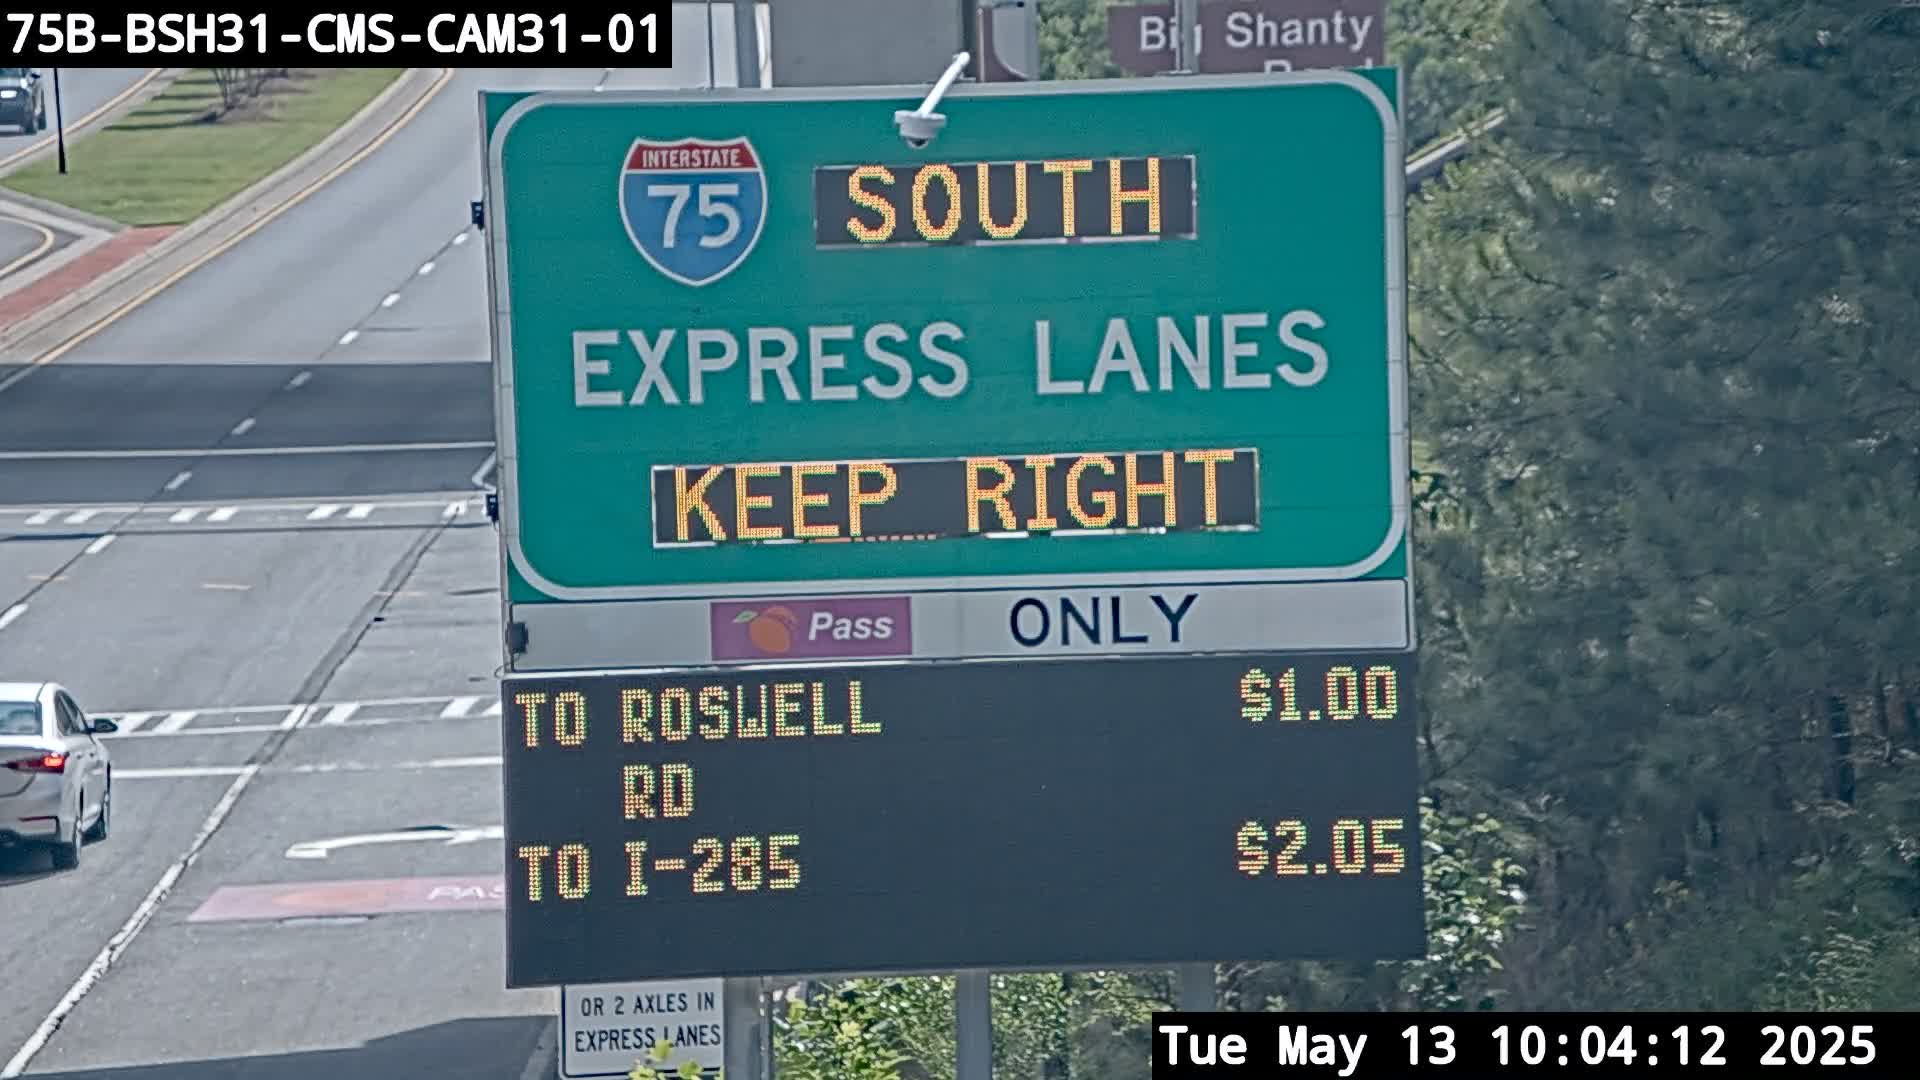 75B-BSH31-CMS-CAM31-01
Big Shanty
Road
INTERSTATE
75
SOUTH
EXPRESS LANES
KEEP RIGHT
Pass ONLY
TO ROSWELL $1.00
RD
TO I-285 $2.05
PAS
OR 2 AXLES IN
EXPRESS LANES
Tue May 13 10:04:12 2025